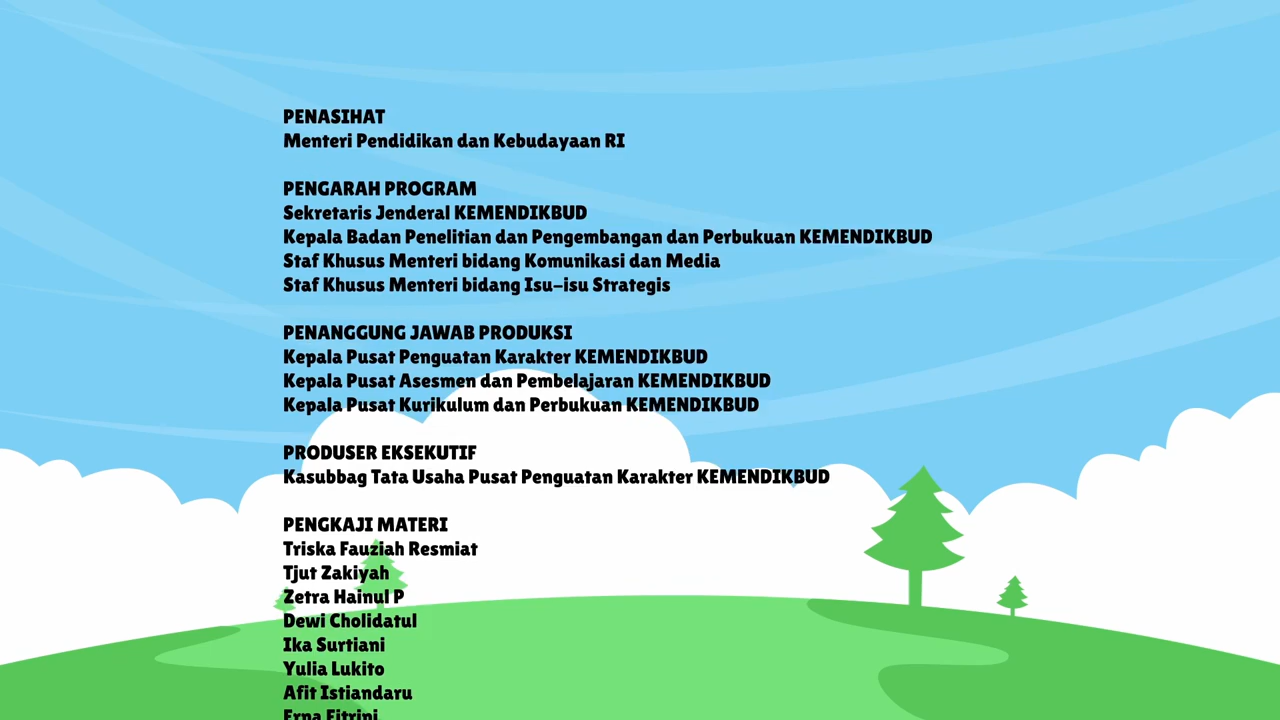 PENASIHAT
Menteri Pendidikan dan Kebudayaan RI
PENGARAH PROGRAM
Sekretaris Jenderal KEMENDIKBUD
Kepala Badan Penelitian dan Pengembangan dan Perbukuan KEMENDIKBUD
Staf Khusus Menteri bidang Komunikasi dan Media
Staf Khusus Menteri bidang Isu-isu Strategis
PENANGGUNG JAWAB PRODUKSI
Kepala Pusat Penguatan Karakter KEMENDIKBUD
Kepala Pusat Asesmen dan Pembelajaran KEMENDIKBUD
Kepala Pusat Kurikulum dan Perbukuan KEMENDIKBUD
PRODUSER EKSEKUTIF
Kasubbag Tata Usaha Pusat Penguatan Karakter KEMENDIKBUD
PENGKAJI MATERI
Triska Fauziah Resmiat
Tjut Zakiyah
Zetra Hainul P
Dewi Cholidatul
Ika Surtiani
Yulia Lukito
Afit Istiandaru
Erna Fitrini